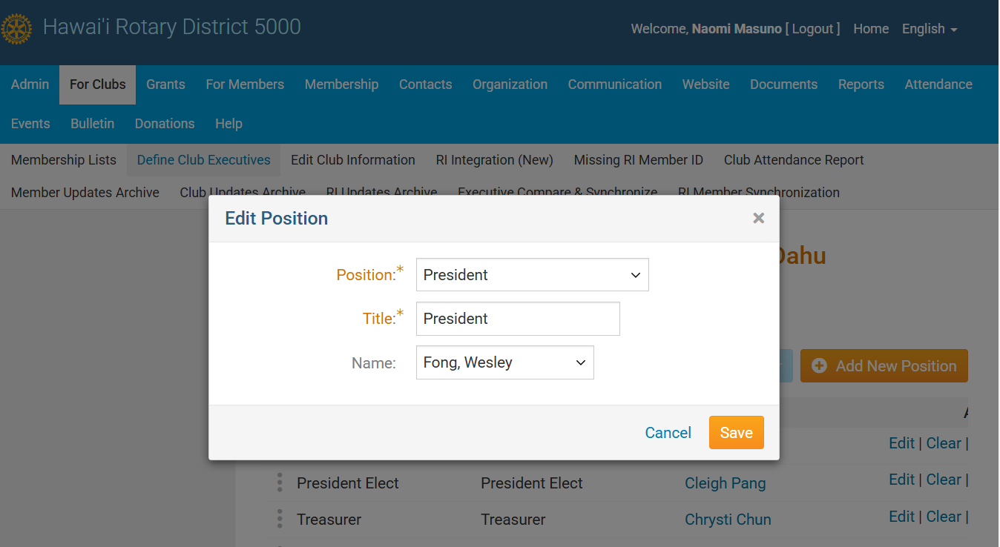 Hawai'i Rotary District 5000
Welcome, Naomi Masuno [ Logout ] Home English
Admin For Clubs Grants For Members Membership Contacts Organization Communication Website Documents Reports Attendance
Events Bulletin Donations Help
Membership Lists Define Club Executives Edit Club Information RI Integration (New) Missing RI Member ID Club Attendance Report
Member Updates Archive Club Updates Archive RI Updates Archive Executive Compare & Synchronize RI Member Synchronization
Edit Position ×
Position:* President
Title:* President
Name: Fong, Wesley
Cancel Save
Add New Position
Edit | Clear |
President Elect President Elect Cleigh Pang Edit | Clear |
Treasurer Treasurer Chrysti Chun Edit | Clear |